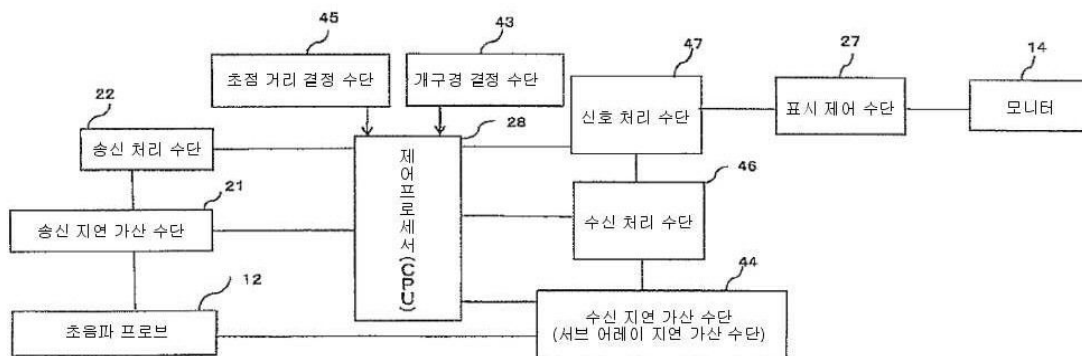 45
43
47
27
14
초점 거리 결정 수단
개구경 결정 수단
신호 처리 수단
표시 제어 수단
모니터
22
28
송신 처리 수단
제어프로세서(CPU)
46
21
송신 지연 가산 수단
수신 처리 수단
12
44
초음파 프로브
수신 지연 가산 수단
(서브 어레이 지연 가산 수단)